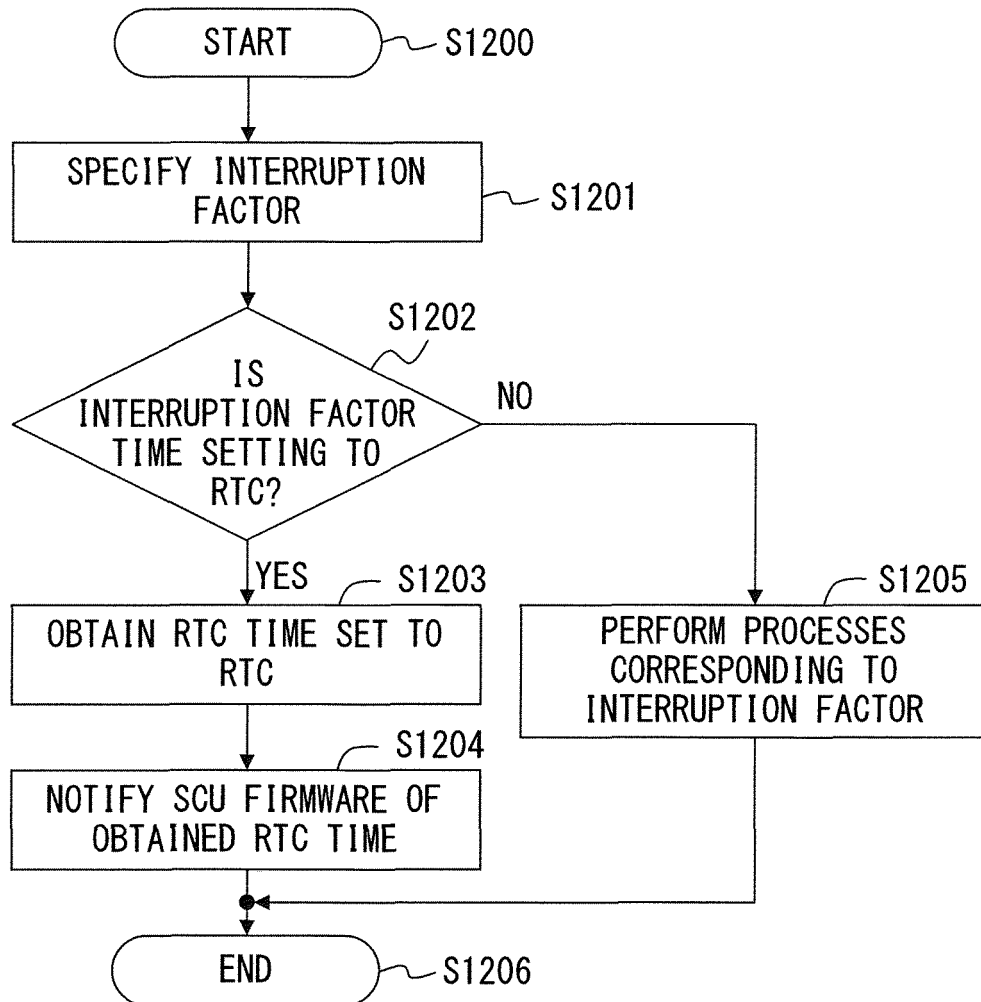 START
S1200
SPECIFY INTERRUPTION
FACTOR
S1201
S1202
IS
INTERRUPTION FACTOR
TIME SETTING TO
RTC?
NO
YES
S1203
OBTAIN RTC TIME SET TO
RTC
S1205
PERFORM PROCESSES
CORRESPONDING TO
INTERRUPTION FACTOR
S1204
NOTIFY SCU FIRMWARE OF
OBTAINED RTC TIME
END
S1206